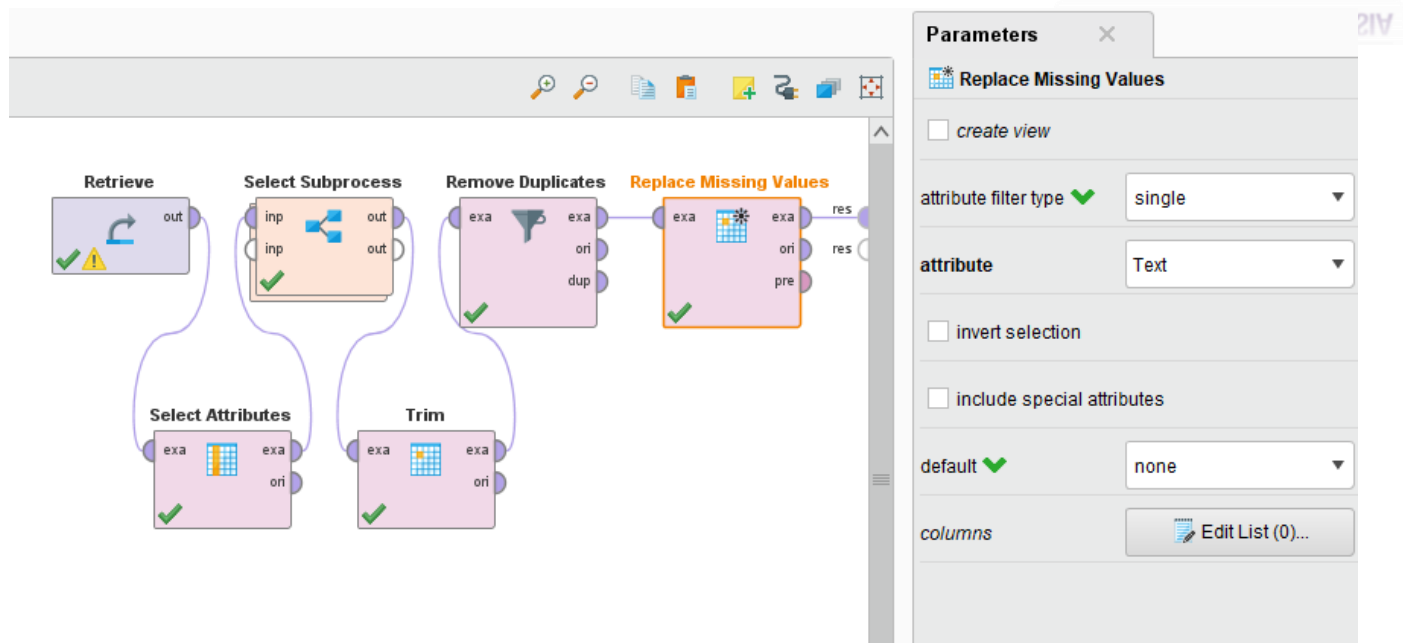 Parameters
Replace Missing Values
create view
attribute filter type
single
attribute
Text
invert selection
include special attributes
default
none
columns
Edit List (0)...
Retrieve
out
Select Subprocess
inp
out
inp
out
Remove Duplicates
exa
exa
ori
dup
Replace Missing Values
exa
exa
ori
pre
res
res
Select Attributes
exa
exa
ori
Trim
exa
exa
ori